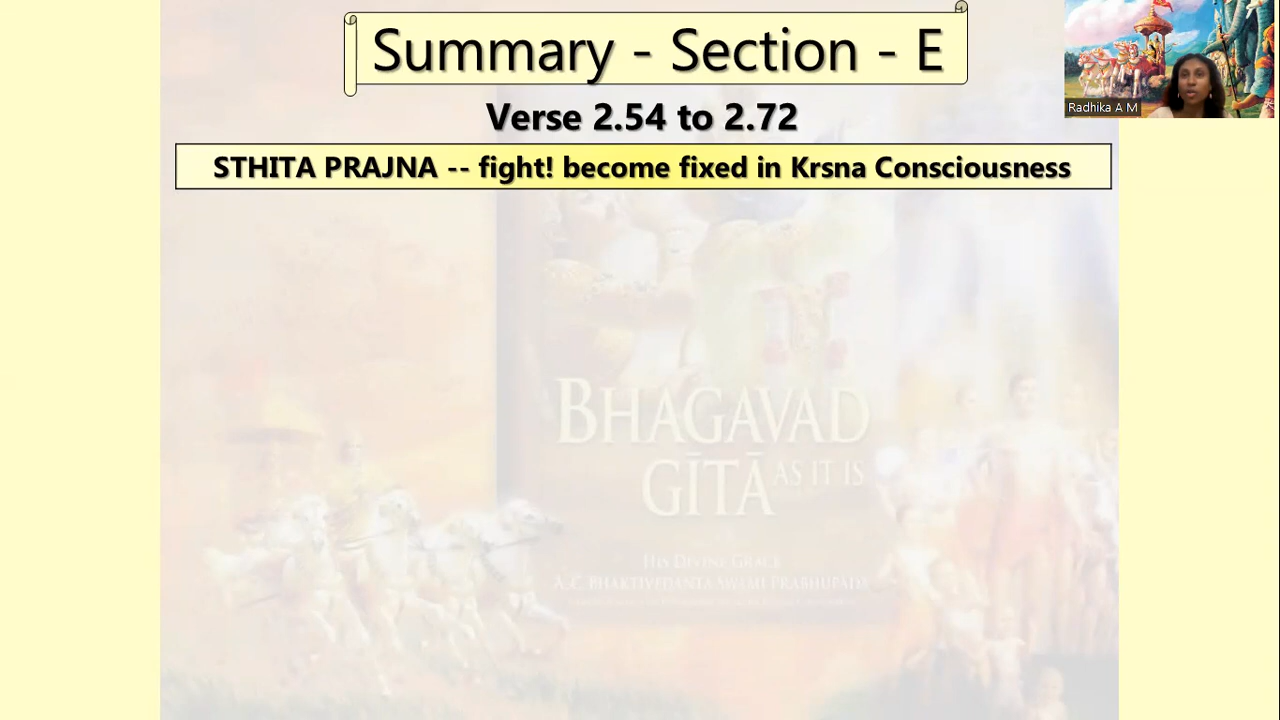 Summary - Section - E
Radhika A M
Verse 2.54 to 2.72
STHITA PRAJNA -- fight! become fixed in Krsna Consciousness
BHAGAVAD
GĪTĀ AS IT IS
HIS DIVINE GRACE
A.C. BHAKTIVEDANTA SWAMI PRABHUPADA